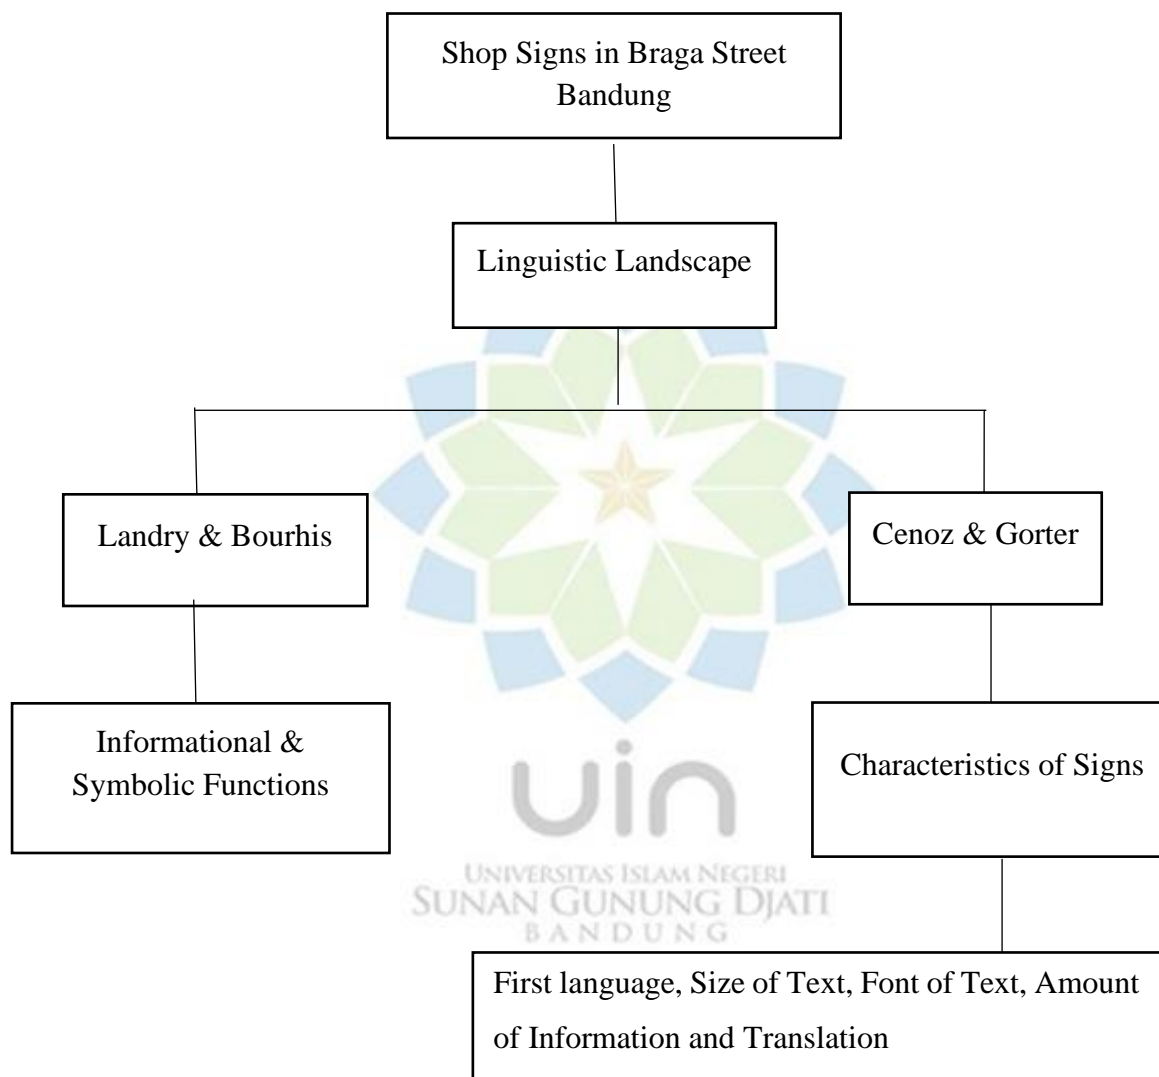 Shop Signs in Braga Street
Bandung
Linguistic Landscape
Landry & Bourhis
Cenoz & Gorter
Informational &
Symbolic Functions
Characteristics of Signs
uin
UNIVERSITAS ISLAM NEGERI
SUNAN GUNUNG DJATI
BANDUNG
First language, Size of Text, Font of Text, Amount
of Information and Translation